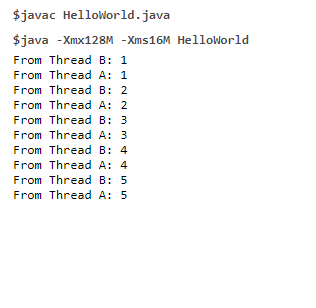 $javac HelloWorld.java
$java -Xmx128M -Xms16M HelloWorld
From Thread B: 1
From Thread A: 1
From Thread B: 2
From Thread A: 2
From Thread B: 3
From Thread A: 3
From Thread B: 4
From Thread A: 4
From Thread B: 5
From Thread A: 5